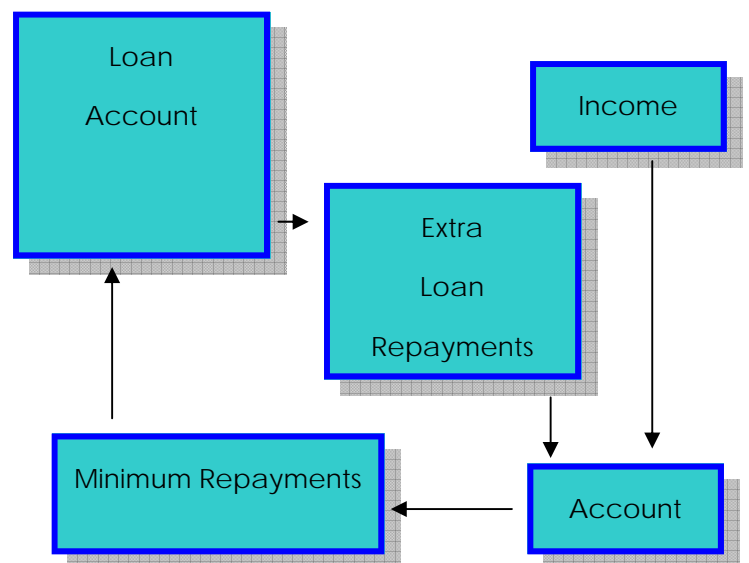 Loan
Account
Income
Extra
Loan
Repayments
Minimum Repayments
Account